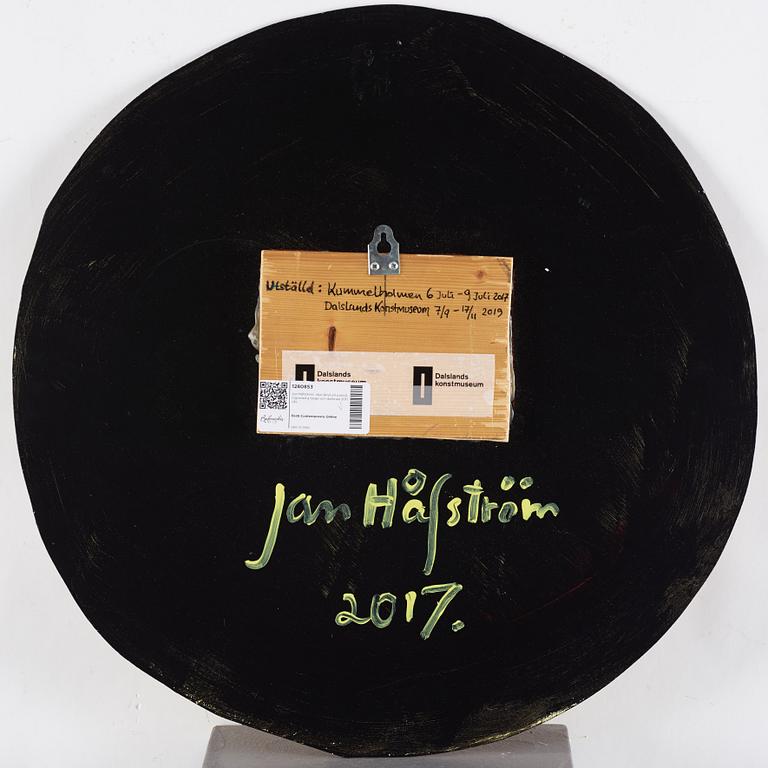 Utställd: Kummelholmen 6 Juli - 9 Juli 2017
Dalslands Konstmuseum 7/9 - 17/11 2019
Dalslands
konstmuseum
Dalslands
konstmuseum
1260853
Jan Håfström
2017.